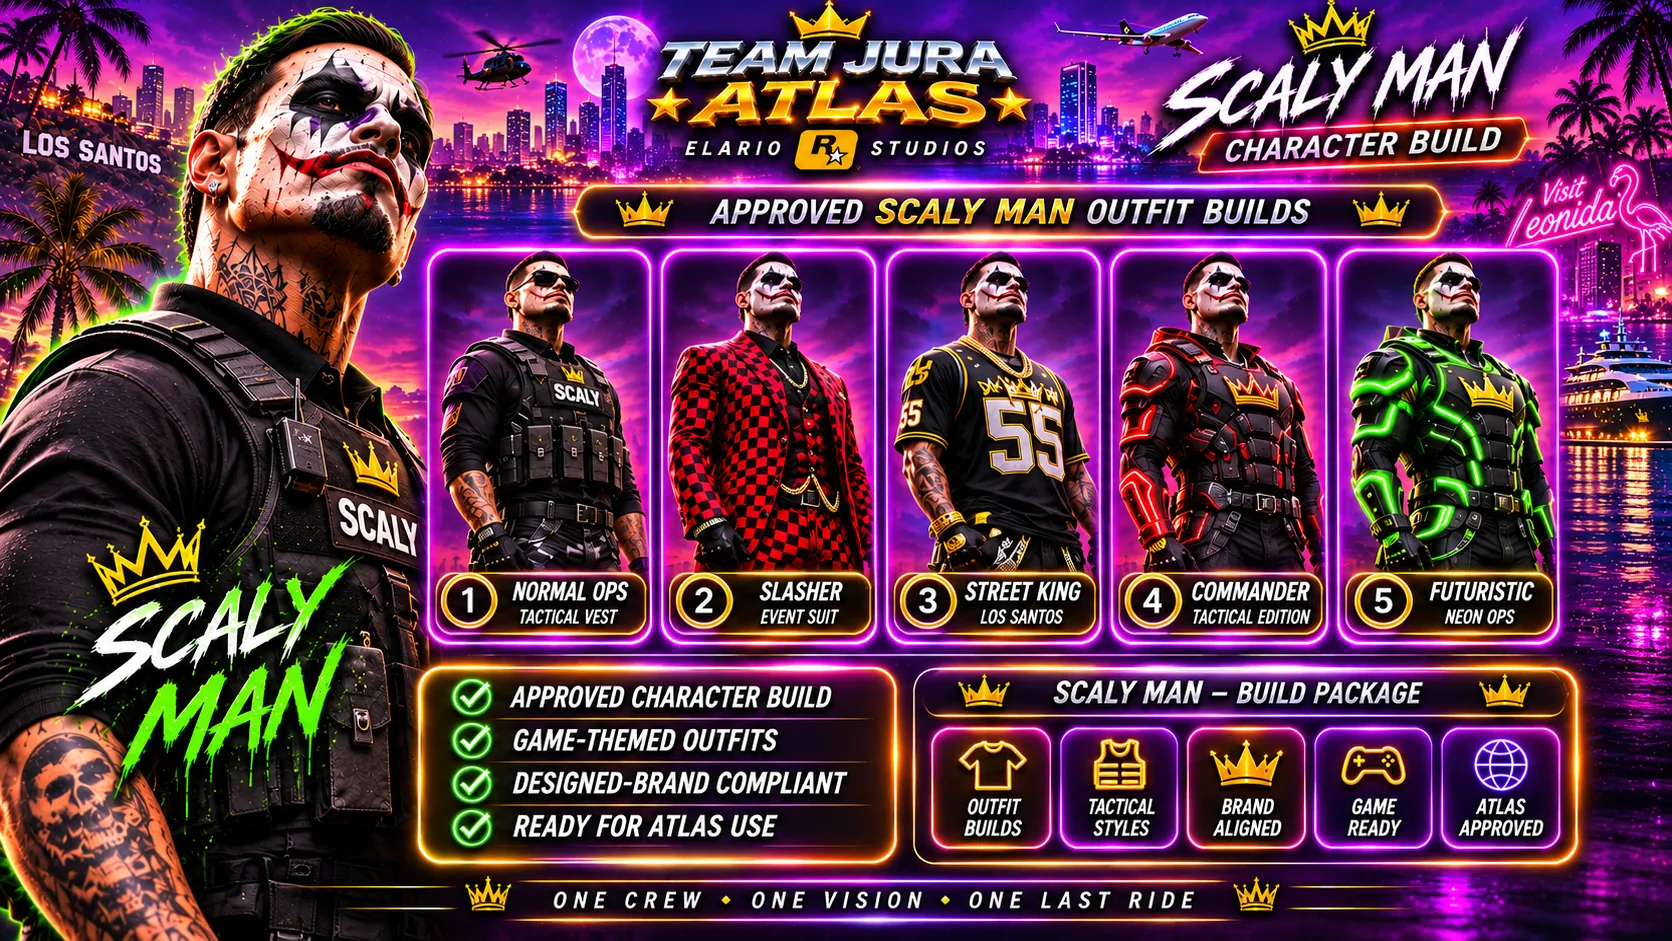 LOS SANTOS
TEAM JURA
ATLAS
ELARIO R STUDIOS
SCALY MAN
CHARACTER BUILD
Visit
Leonida
APPROVED SCALY MAN OUTFIT BUILDS
SCALY
SCALY
MAN
SCALY
55
55
1 NORMAL OPS
TACTICAL VEST
2 SLASHER
EVENT SUIT
3 STREET KING
LOS SANTOS
4 COMMANDER
TACTICAL EDITION
5 FUTURISTIC
NEON OPS
APPROVED CHARACTER BUILD
GAME-THEMED OUTFITS
DESIGNED-BRAND COMPLIANT
READY FOR ATLAS USE
SCALY MAN – BUILD PACKAGE
OUTFIT
BUILDS
TACTICAL
STYLES
BRAND
ALIGNED
GAME
READY
ATLAS
APPROVED
ONE CREW • ONE VISION • ONE LAST RIDE